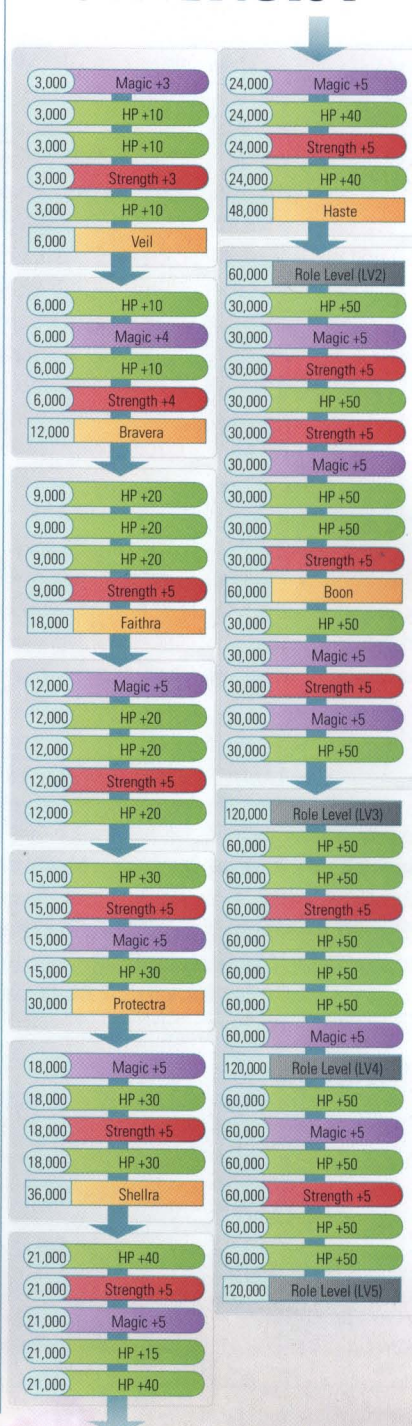 3,000 Magic +3
3,000 HP +10
3,000 HP +10
3,000 Strength +3
3,000 HP +10
6,000 Veil
6,000 HP +10
6,000 Magic +4
6,000 HP +10
6,000 Strength +4
12,000 Bravera
9,000 HP +20
9,000 HP +20
9,000 HP +20
9,000 Strength +5
18,000 Faithra
12,000 Magic +5
12,000 HP +20
12,000 HP +20
12,000 Strength +5
12,000 HP +20
15,000 HP +30
15,000 Strength +5
15,000 Magic +5
15,000 HP +30
30,000 Protectra
18,000 Magic +5
18,000 HP +30
18,000 Strength +5
18,000 HP +30
36,000 Shellra
21,000 HP +40
21,000 Strength +5
21,000 Magic +5
21,000 HP +15
21,000 HP +40
24,000 Magic +5
24,000 HP +40
24,000 Strength +5
24,000 HP +40
48,000 Haste
60,000 Role Level (LV2)
30,000 HP +50
30,000 Magic +5
30,000 Strength +5
30,000 HP +50
30,000 Strength +5
30,000 Magic +5
30,000 HP +50
30,000 HP +50
30,000 Strength +5
60,000 Boon
30,000 HP +50
30,000 Magic +5
30,000 Strength +5
30,000 Magic +5
30,000 HP +50
120,000 Role Level (LV3)
60,000 HP +50
60,000 HP +50
60,000 Strength +5
60,000 HP +50
60,000 HP +50
60,000 HP +50
60,000 Magic +5
120,000 Role Level (LV4)
60,000 HP +50
60,000 Magic +5
60,000 HP +50
60,000 Strength +5
60,000 HP +50
60,000 HP +50
120,000 Role Level (LV5)